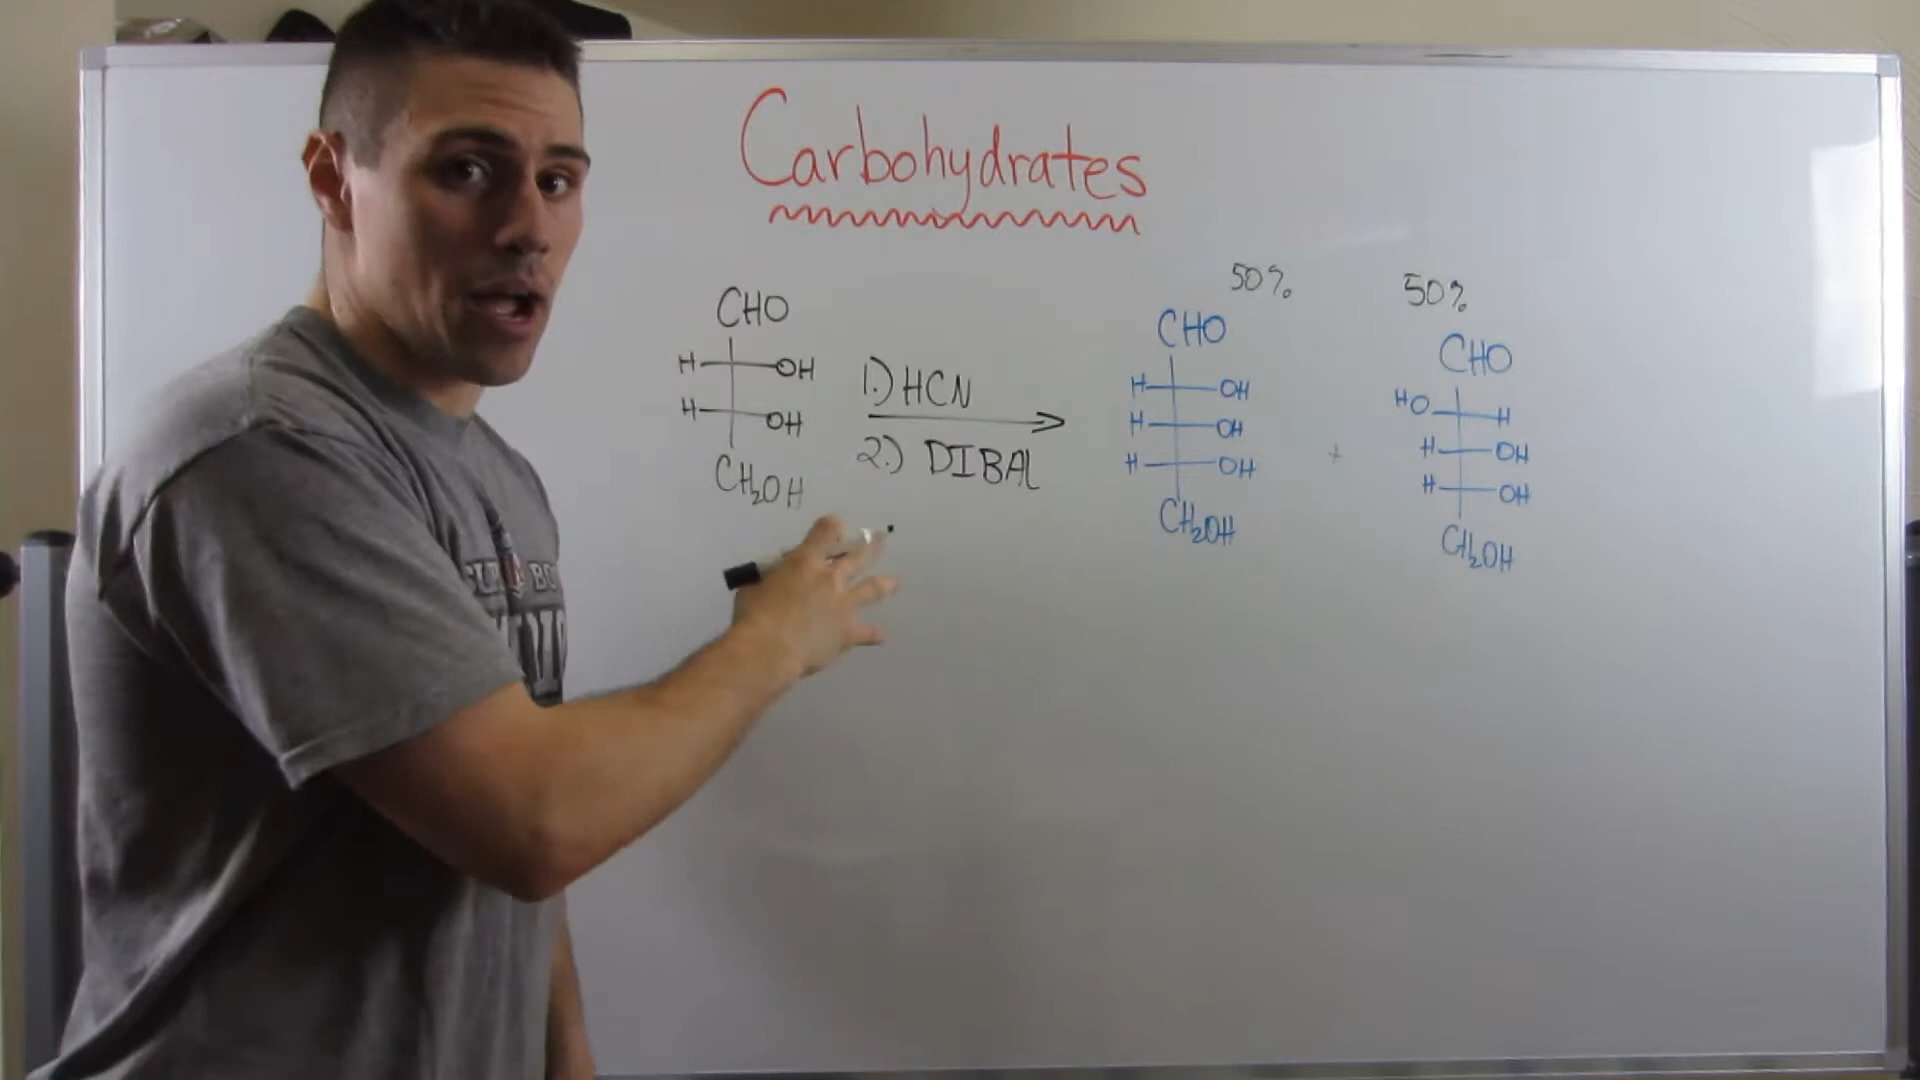 Carbohydrates
CHO
H OH
H OH
CH2OH
1.) HCN
2.) DIBAL
50%
CHO
H OH
H OH
H OH
CH2OH
+
50%
CHO
HO H
H OH
H OH
CH2OH